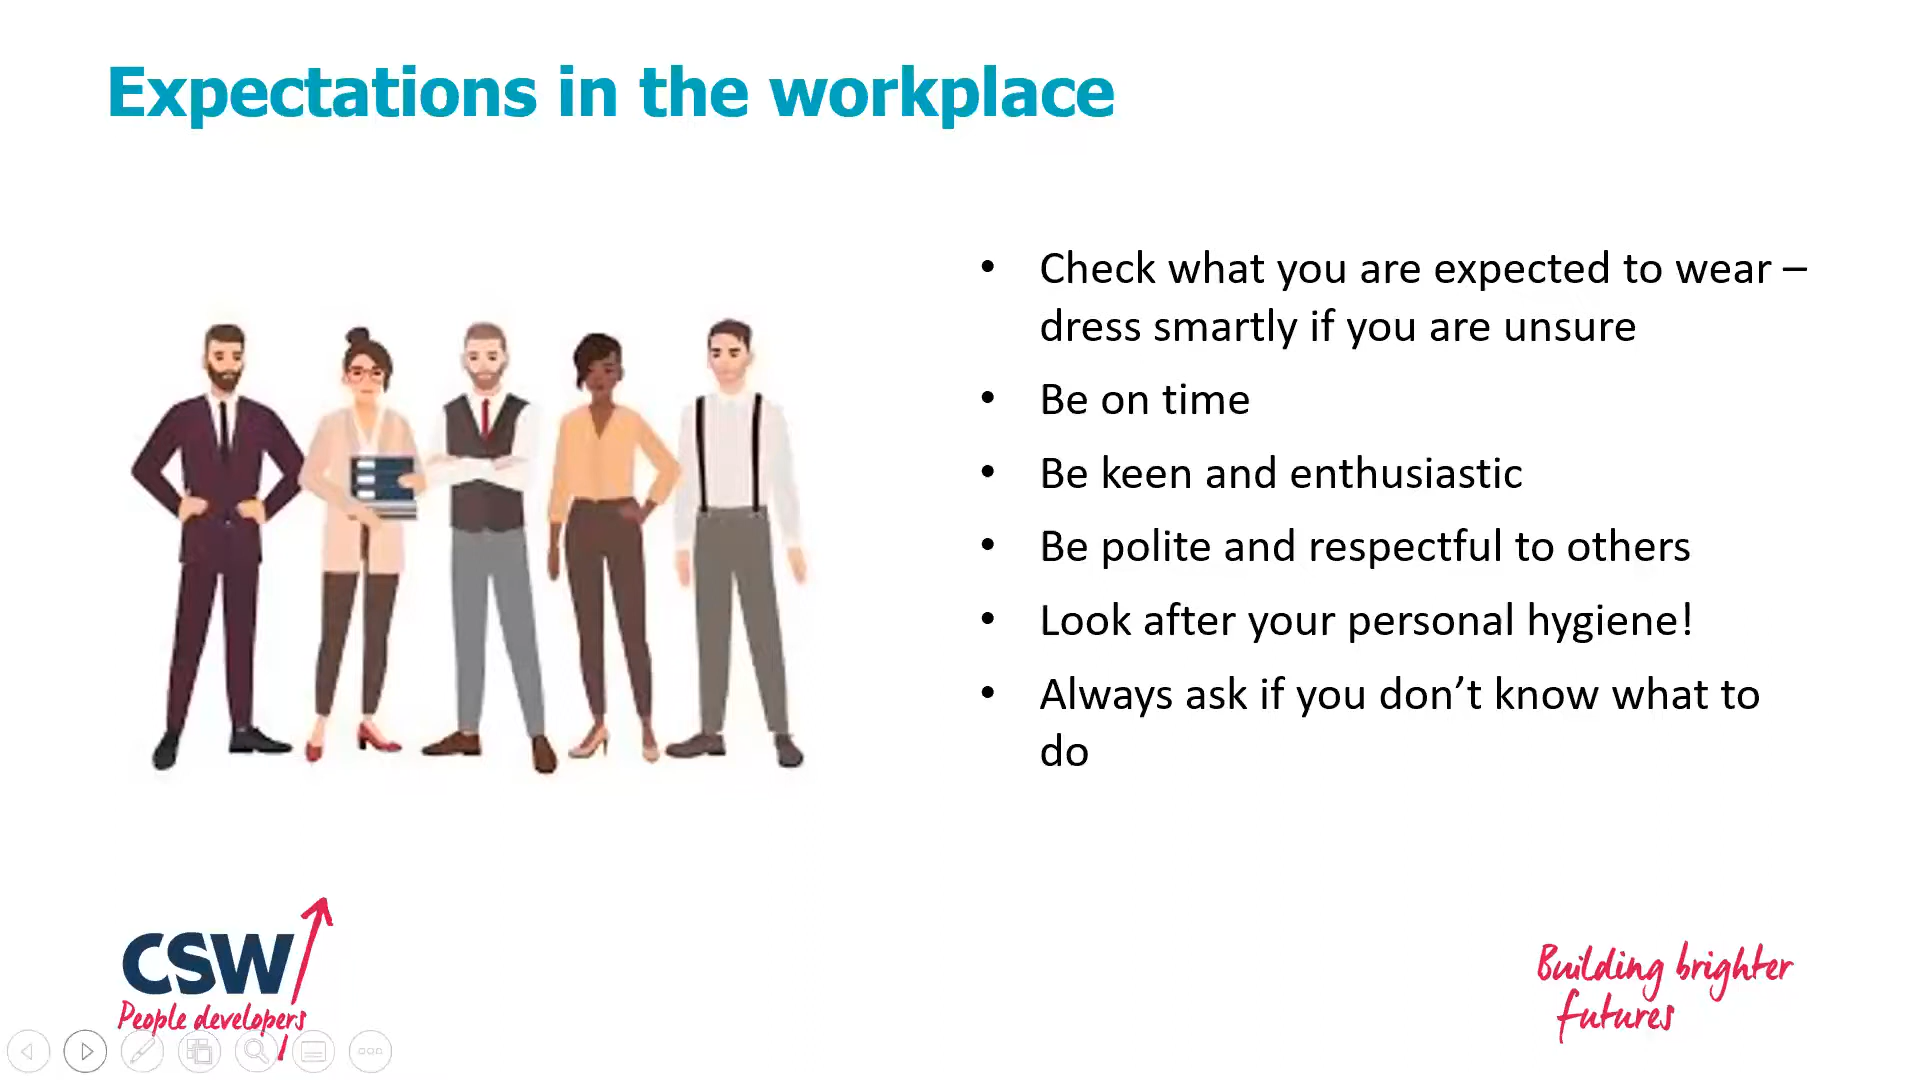 Expectations in the workplace
• Check what you are expected to wear –
dress smartly if you are unsure
• Be on time
• Be keen and enthusiastic
• Be polite and respectful to others
• Look after your personal hygiene!
• Always ask if you don’t know what to
do
CSW
People developers
Building brighter
futures